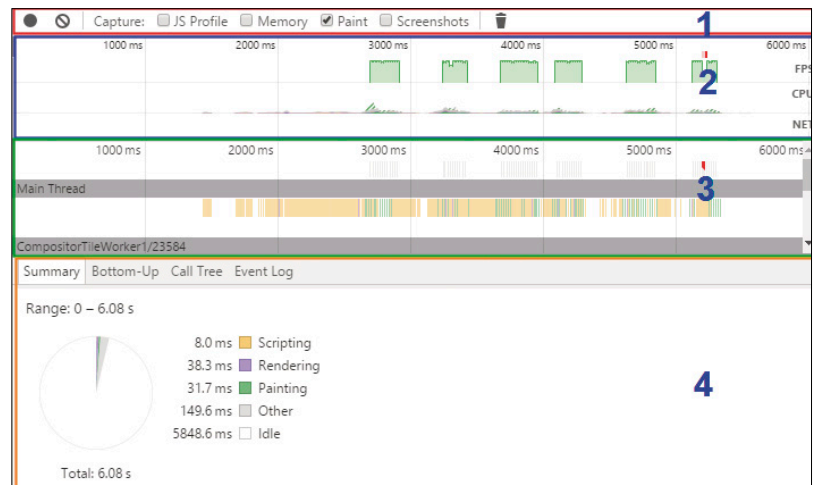 Capture: JS Profile Memory Paint Screenshots 1
1000 ms 2000 ms 3000 ms 4000 ms 5000 ms 6000 ms
FPS
2
CPU
NET
1000 ms 2000 ms 3000 ms 4000 ms 5000 ms 6000 ms
3
Main Thread
CompositorTileWorker1/23584
Summary Bottom-Up Call Tree Event Log
Range: 0 – 6.08 s
8.0 ms Scripting
38.3 ms Rendering
31.7 ms Painting
4
149.6 ms Other
5848.6 ms Idle
Total: 6.08 s